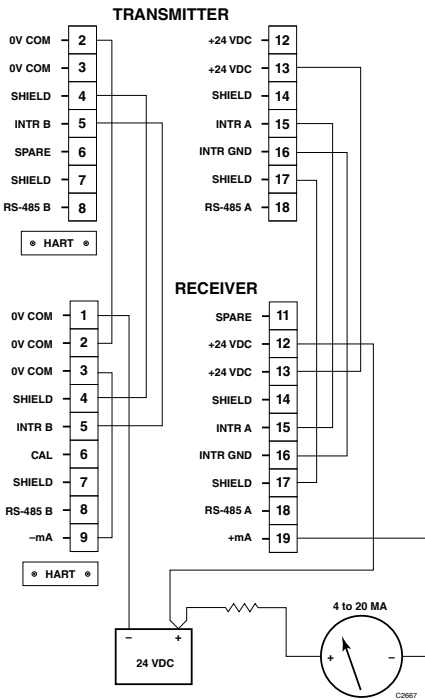 TRANSMITTER
0V COM 2
0V COM 3
SHIELD 4
INTR B 5
SPARE 6
SHIELD 7
RS-485 B 8
HART
+24 VDC 12
+24 VDC 13
SHIELD 14
INTR A 15
INTR GND 16
SHIELD 17
RS-485 A 18
RECEIVER
0V COM 1
0V COM 2
0V COM 3
SHIELD 4
INTR B 5
CAL 6
SHIELD 7
RS-485 B 8
–mA 9
HART
SPARE 11
+24 VDC 12
+24 VDC 13
SHIELD 14
INTR A 15
INTR GND 16
SHIELD 17
RS-485 A 18
+mA 19
– +
24 VDC
4 to 20 MA
+ –
C2667